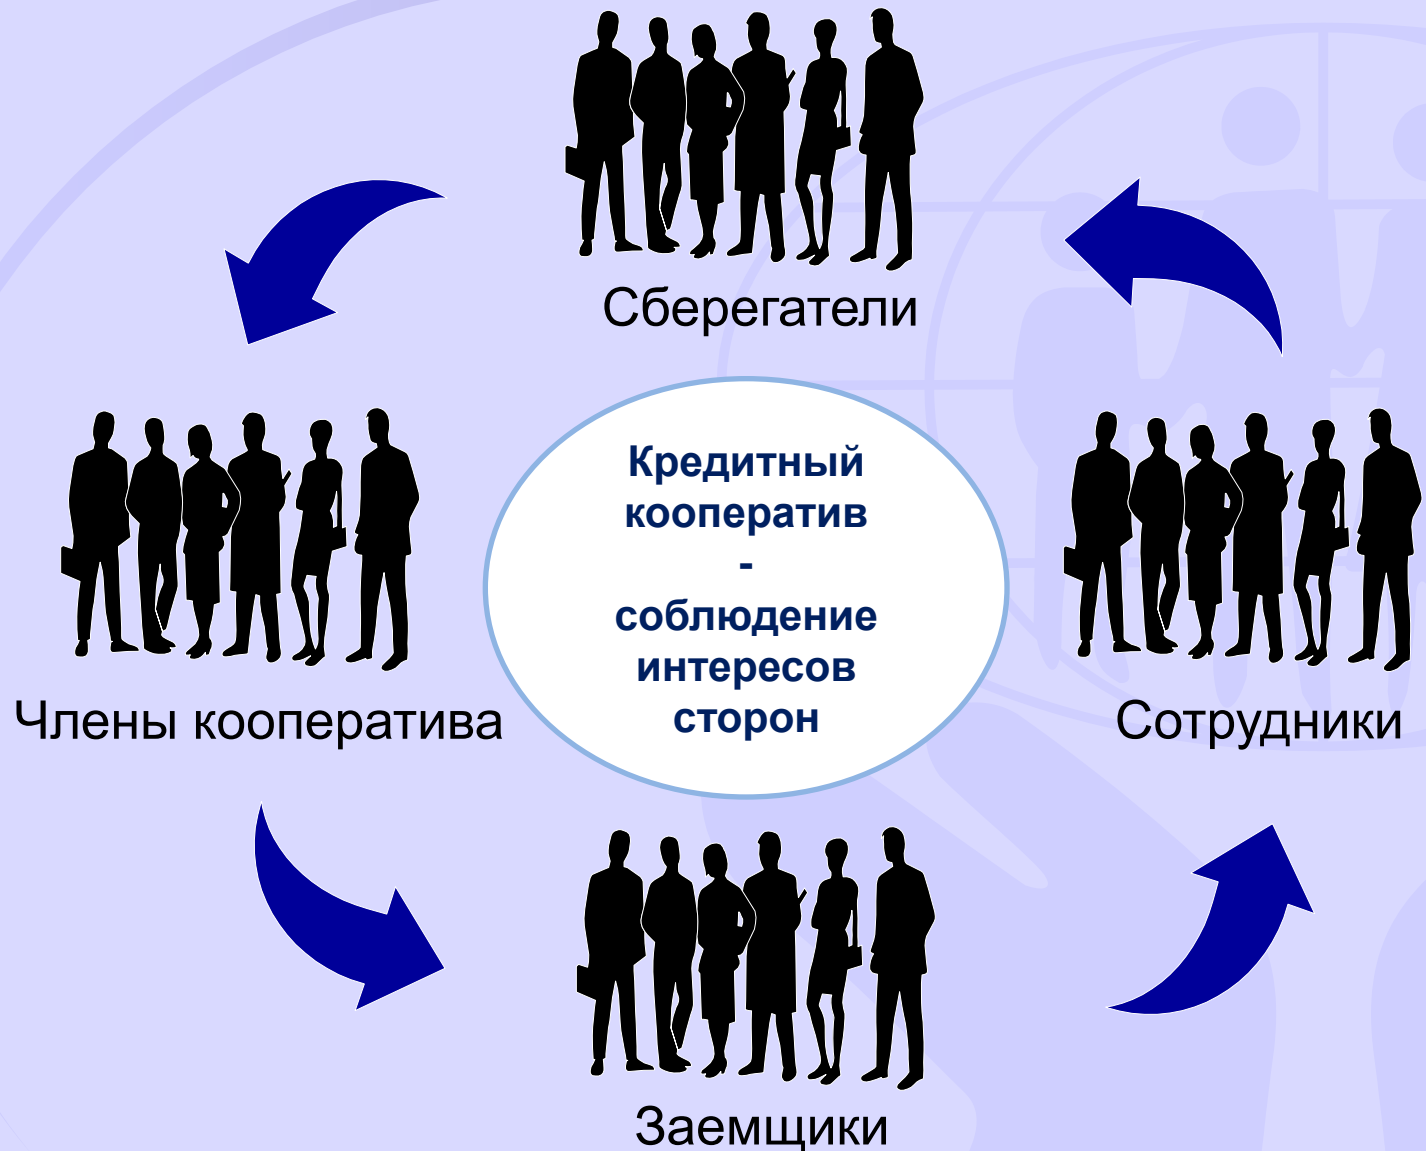 Сберегатели
Кредитный
кооператив
-
соблюдение
интересов
сторон
Члены кооператива
Сотрудники
Заемщики